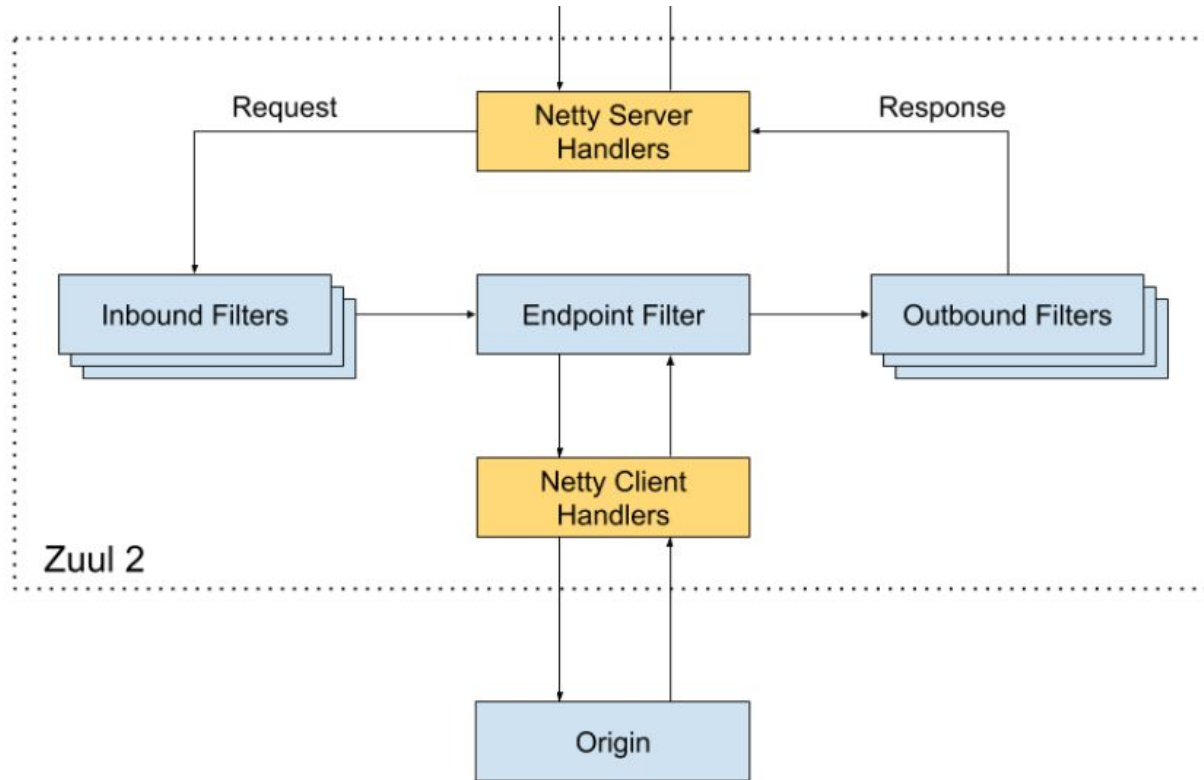 Request
Netty Server
Handlers
Response
Inbound Filters
Endpoint Filter
Outbound Filters
Netty Client
Handlers
Zuul 2
Origin